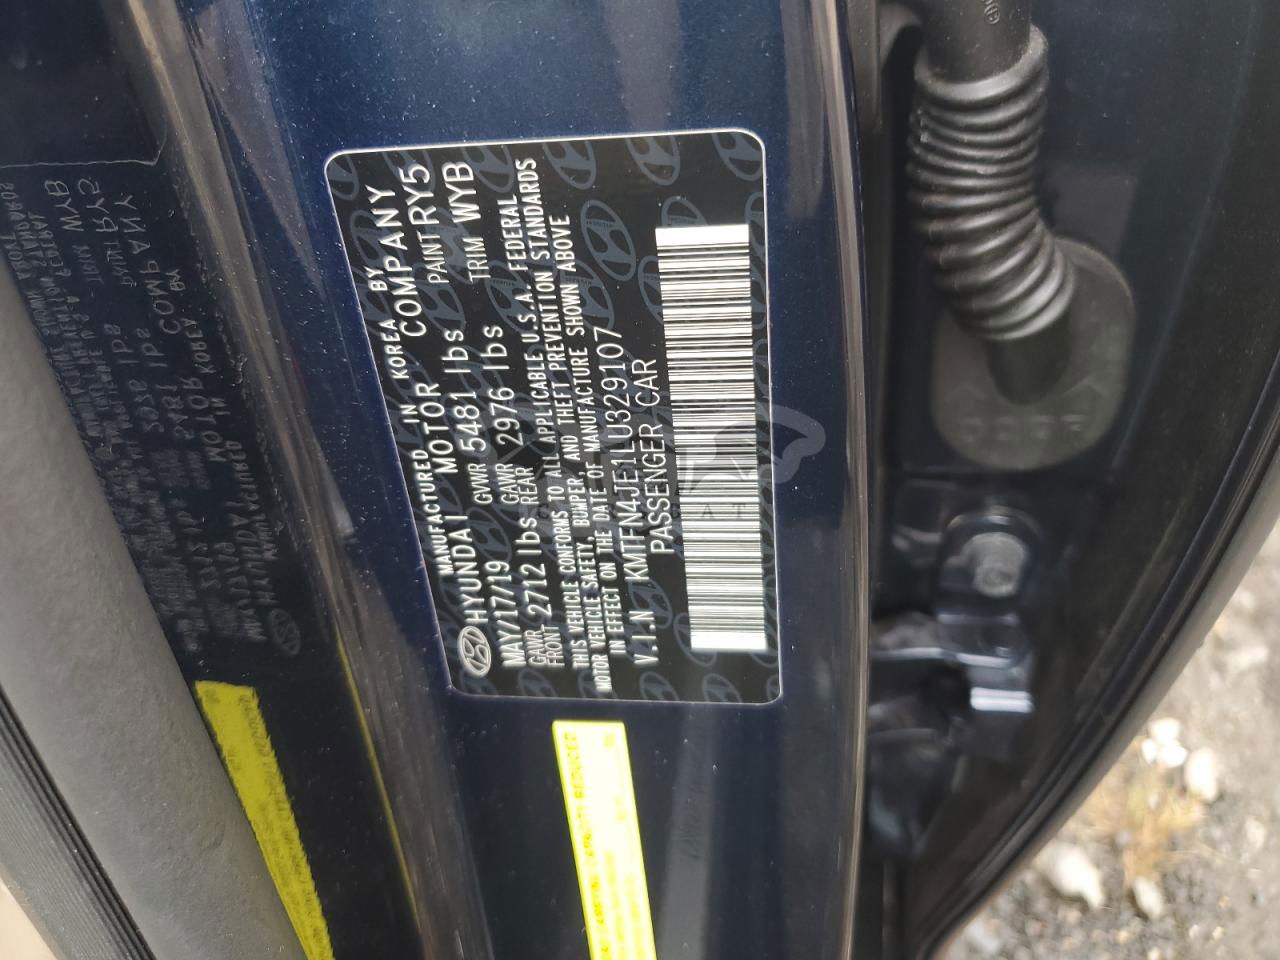 MANUFACTURED IN KOREA BY
HYUNDAI MOTOR COMPANY
MAY/17/19 GVWR 5481 lbs PAINT RY5
GAWR FRONT 2712 lbs GAWR REAR 2976 lbs TRIM WYB
THIS VEHICLE CONFORMS TO ALL APPLICABLE U.S.A. FEDERAL
MOTOR VEHICLE SAFETY, BUMPER, AND THEFT PREVENTION STANDARDS
IN EFFECT ON THE DATE OF MANUFACTURE SHOWN ABOVE
V.I.N KMTFN4JE1LU329107
PASSENGER CAR
CAPACITY REDUCED